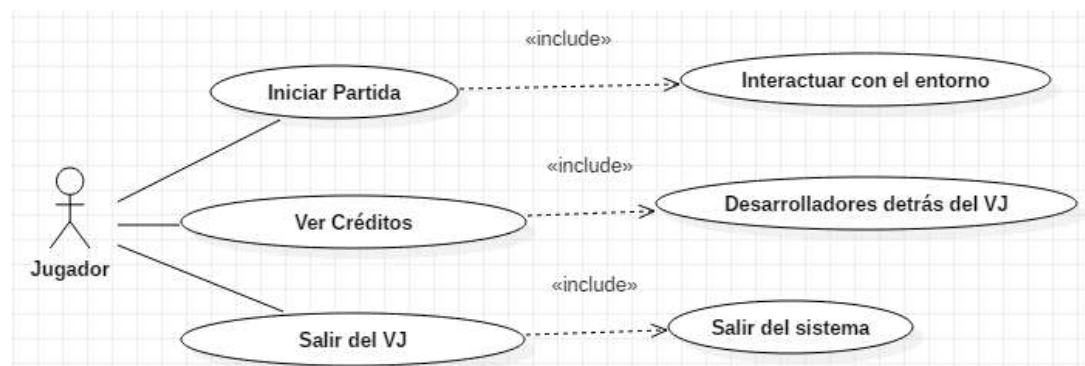 «include»
Iniciar Partida
Interactuar con el entorno
«include»
Ver Créditos
Desarrolladores detrás del VJ
Jugador
«include»
Salir del VJ
Salir del sistema